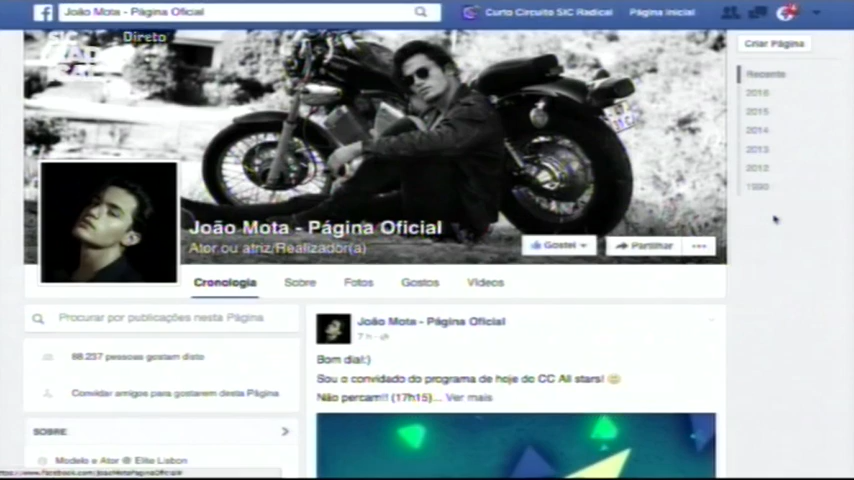 João Mota - Página Oficial
Curto Circuito SIC Radical
Página Inicial
SIC
RAD
Direto
Criar Página
Recente
2016
2015
2014
2013
2012
1990
João Mota - Página Oficial
Ator ou atriz/Realizador(a)
Gostei
Partilhar
Cronologia
Sobre
Fotos
Gostos
Vídeos
Procurar por publicações nesta Página
João Mota - Página Oficial
7 h
88.237 pessoas gostam disto
Convidar amigos para gostarem desta Página
Bom dia!:)
Sou o convidado do programa de hoje do CC All stars!
Não percam!! (17h15)... Ver mais
SOBRE
Modelo e Ator @ Elite Lisbon